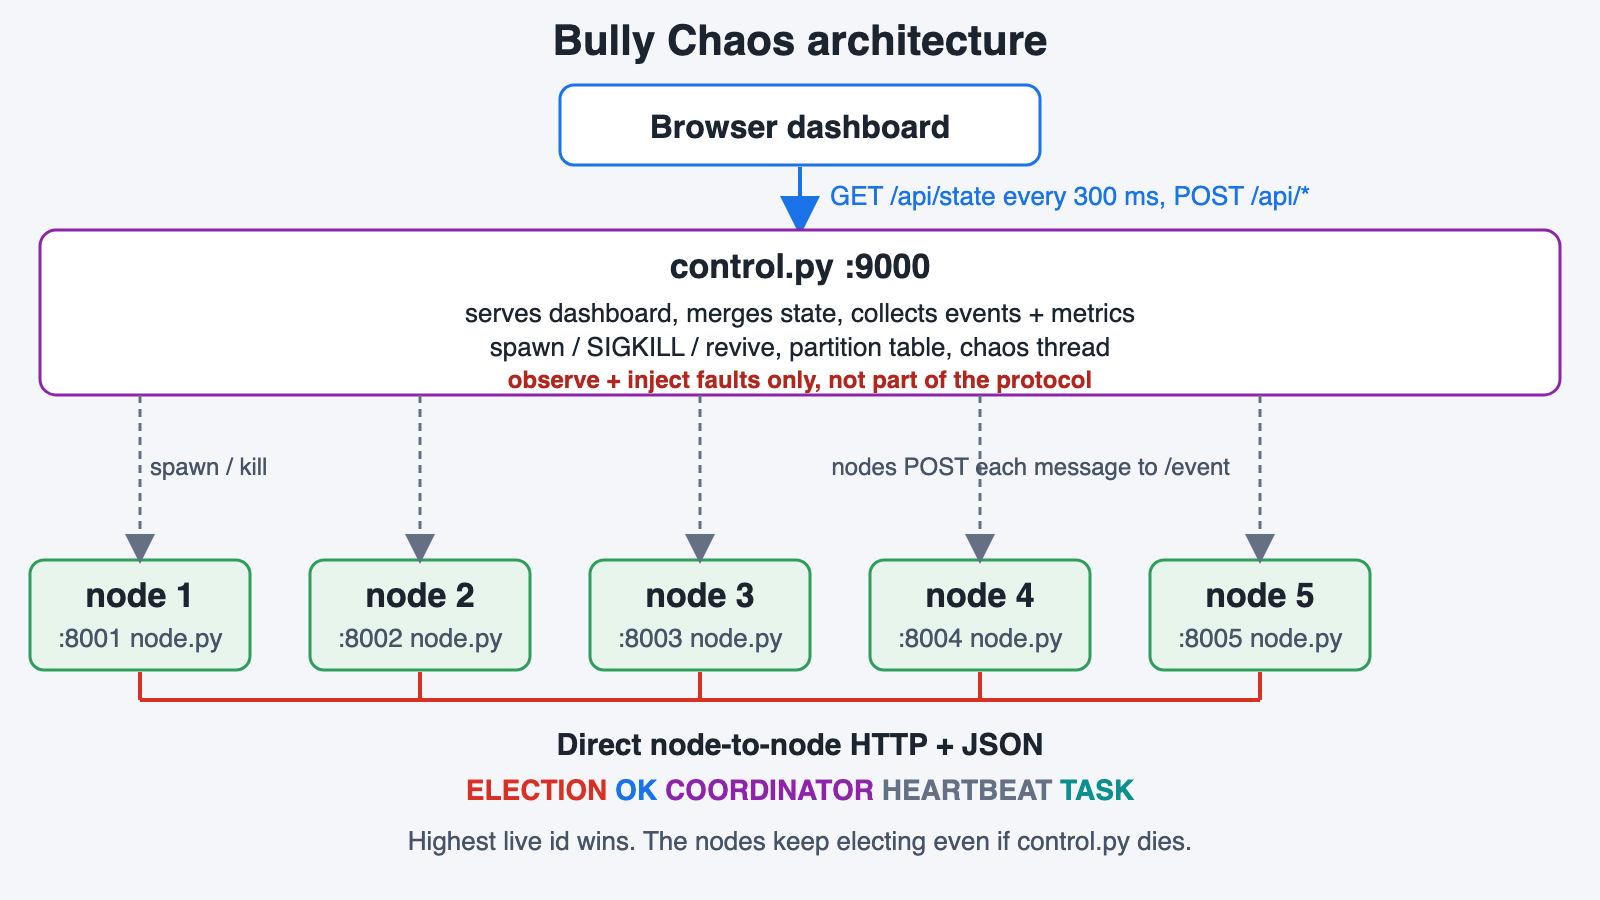 Bully Chaos architecture
Browser dashboard
GET /api/state every 300 ms, POST /api/*
control.py :9000
serves dashboard, merges state, collects events + metrics
spawn / SIGKILL / revive, partition table, chaos thread
observe + inject faults only, not part of the protocol
spawn / kill
nodes POST each message to /event
node 1
:8001 node.py
node 2
:8002 node.py
node 3
:8003 node.py
node 4
:8004 node.py
node 5
:8005 node.py
Direct node-to-node HTTP + JSON
ELECTION OK COORDINATOR HEARTBEAT TASK
Highest live id wins. The nodes keep electing even if control.py dies.